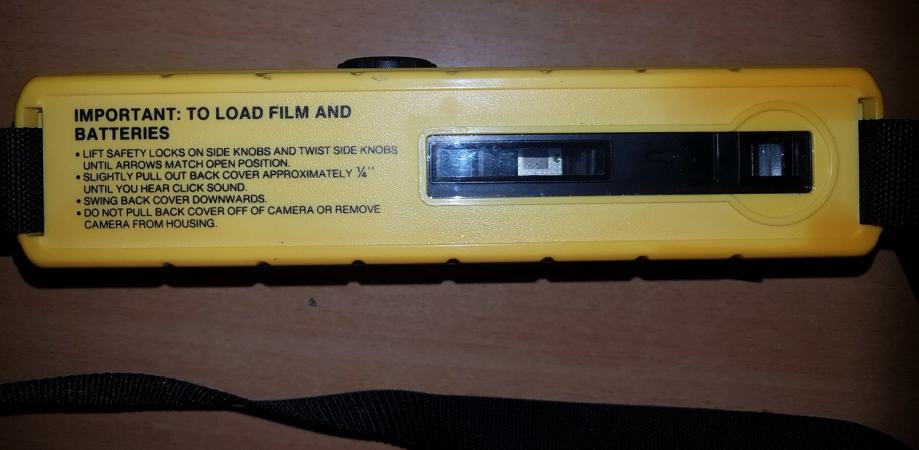 IMPORTANT: TO LOAD FILM AND
BATTERIES
• LIFT SAFETY LOCKS ON SIDE KNOBS AND TWIST SIDE KNOBS
UNTIL ARROWS MATCH OPEN POSITION.
• SLIGHTLY PULL OUT BACK COVER APPROXIMATELY ¼''
UNTIL YOU HEAR CLICK SOUND.
• SWING BACK COVER DOWNWARDS.
• DO NOT PULL BACK COVER OFF OF CAMERA OR REMOVE
CAMERA FROM HOUSING.